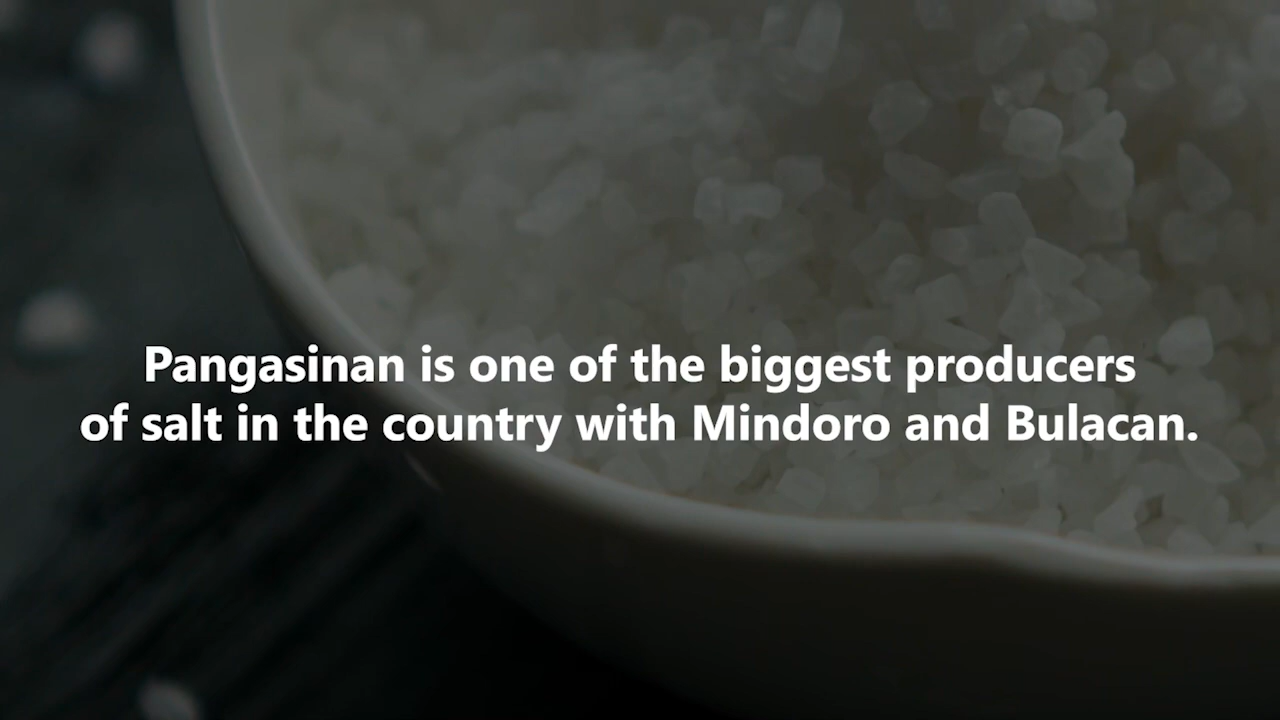 Pangasinan is one of the biggest producers
of salt in the country with Mindoro and Bulacan.